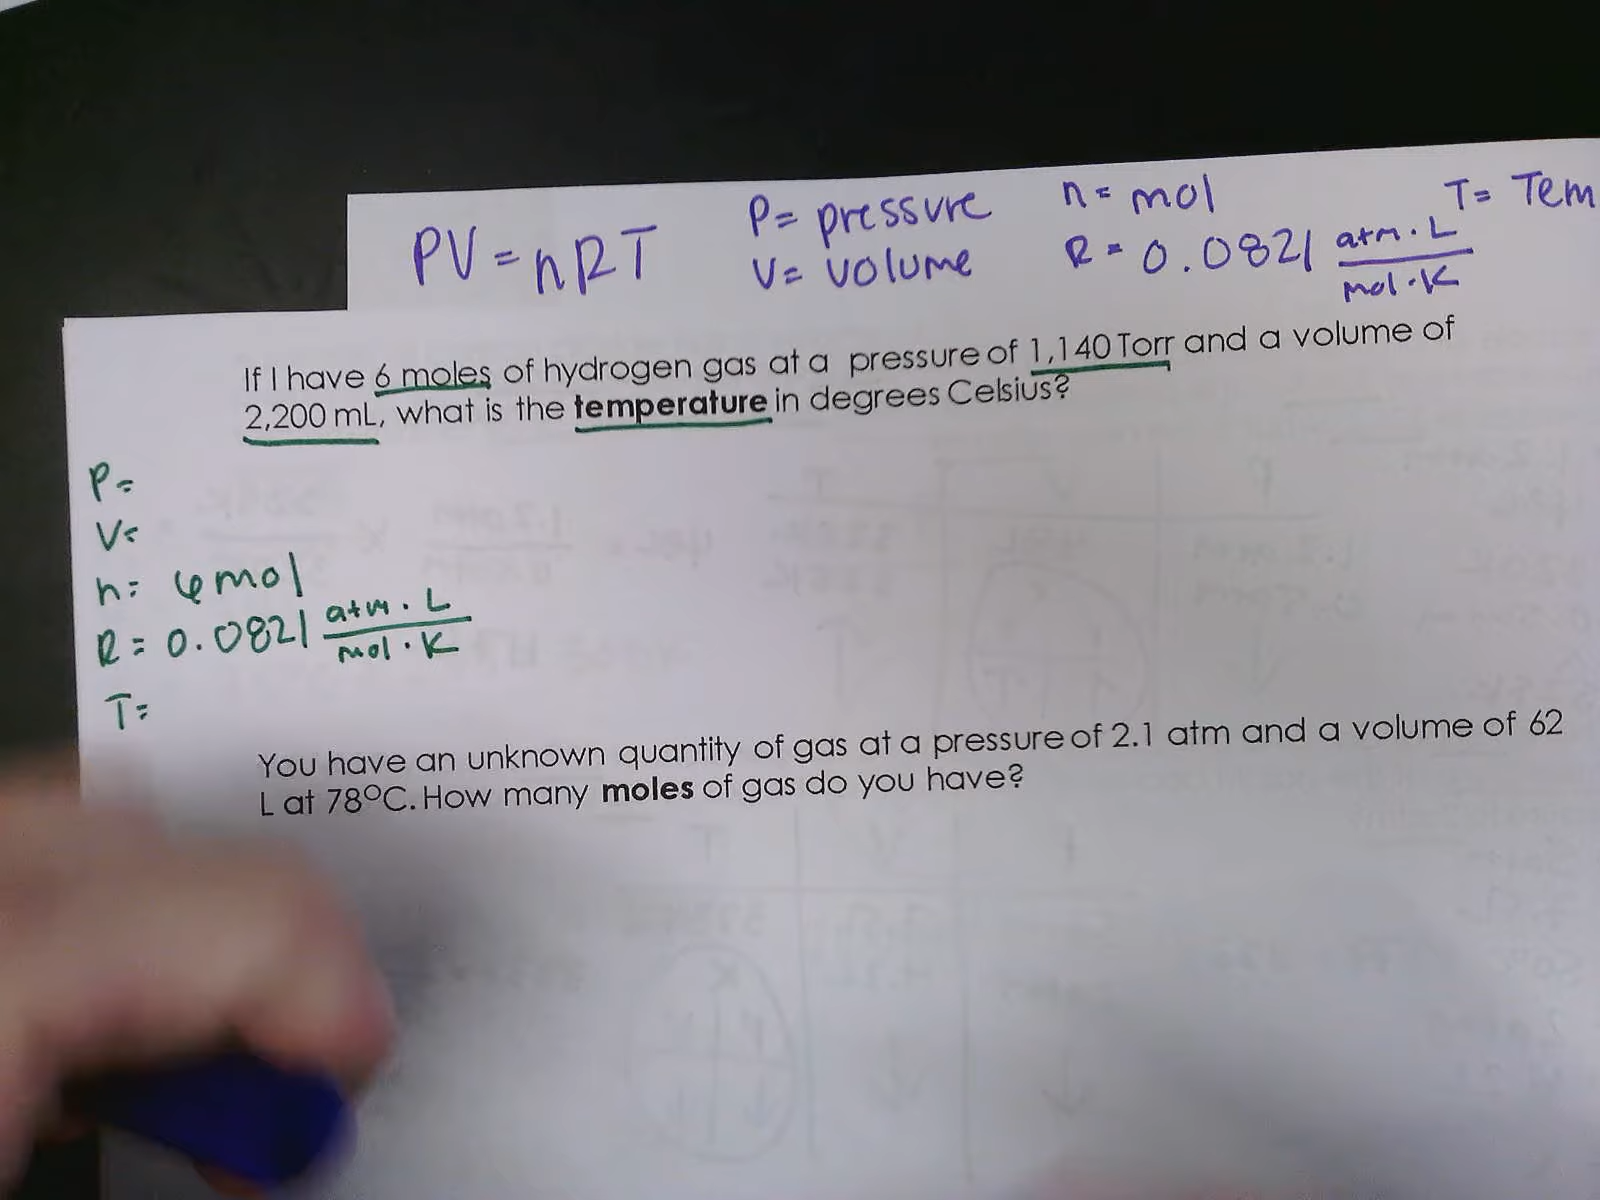 PV = nRT
P= pressure
V= volume
n= mol
R = 0.0821 atm·L / mol·K
T= Tem
If I have 6 moles of hydrogen gas at a pressure of 1,140 Torr and a volume of
2,200 mL, what is the temperature in degrees Celsius?
P=
V=
n= 6 mol
R = 0.0821 atm·L / mol·K
T=
You have an unknown quantity of gas at a pressure of 2.1 atm and a volume of 62
L at 78°C. How many moles of gas do you have?